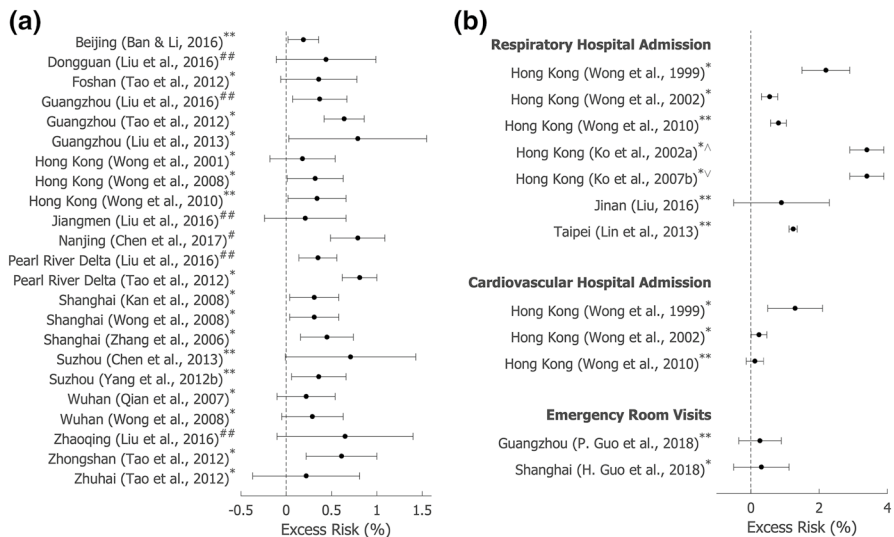 (a)
Beijing (Ban & Li, 2016)**
Dongguan (Liu et al., 2016)##
Foshan (Tao et al., 2012)*
Guangzhou (Liu et al., 2016)##
Guangzhou (Tao et al., 2012)*
Guangzhou (Liu et al., 2013)*
Hong Kong (Wong et al., 2001)*
Hong Kong (Wong et al., 2008)*
Hong Kong (Wong et al., 2010)**
Jiangmen (Liu et al., 2016)##
Nanjing (Chen et al., 2017)#
Pearl River Delta (Liu et al., 2016)##
Pearl River Delta (Tao et al., 2012)*
Shanghai (Kan et al., 2008)*
Shanghai (Wong et al., 2008)*
Shanghai (Zhang et al., 2006)*
Suzhou (Chen et al., 2013)**
Suzhou (Yang et al., 2012b)**
Wuhan (Qian et al., 2007)*
Wuhan (Wong et al., 2008)*
Zhaoqing (Liu et al., 2016)##
Zhongshan (Tao et al., 2012)*
Zhuhai (Tao et al., 2012)*
-0.5 0 0.5 1 1.5
Excess Risk (%)
(b)
Respiratory Hospital Admission
Hong Kong (Wong et al., 1999)*
Hong Kong (Wong et al., 2002)*
Hong Kong (Wong et al., 2010)**
Hong Kong (Ko et al., 2002a)*^
Hong Kong (Ko et al., 2007b)*∨
Jinan (Liu, 2016)**
Taipei (Lin et al., 2013)**
Cardiovascular Hospital Admission
Hong Kong (Wong et al., 1999)*
Hong Kong (Wong et al., 2002)*
Hong Kong (Wong et al., 2010)**
Emergency Room Visits
Guangzhou (P. Guo et al., 2018)**
Shanghai (H. Guo et al., 2018)*
0 2 4
Excess Risk (%)